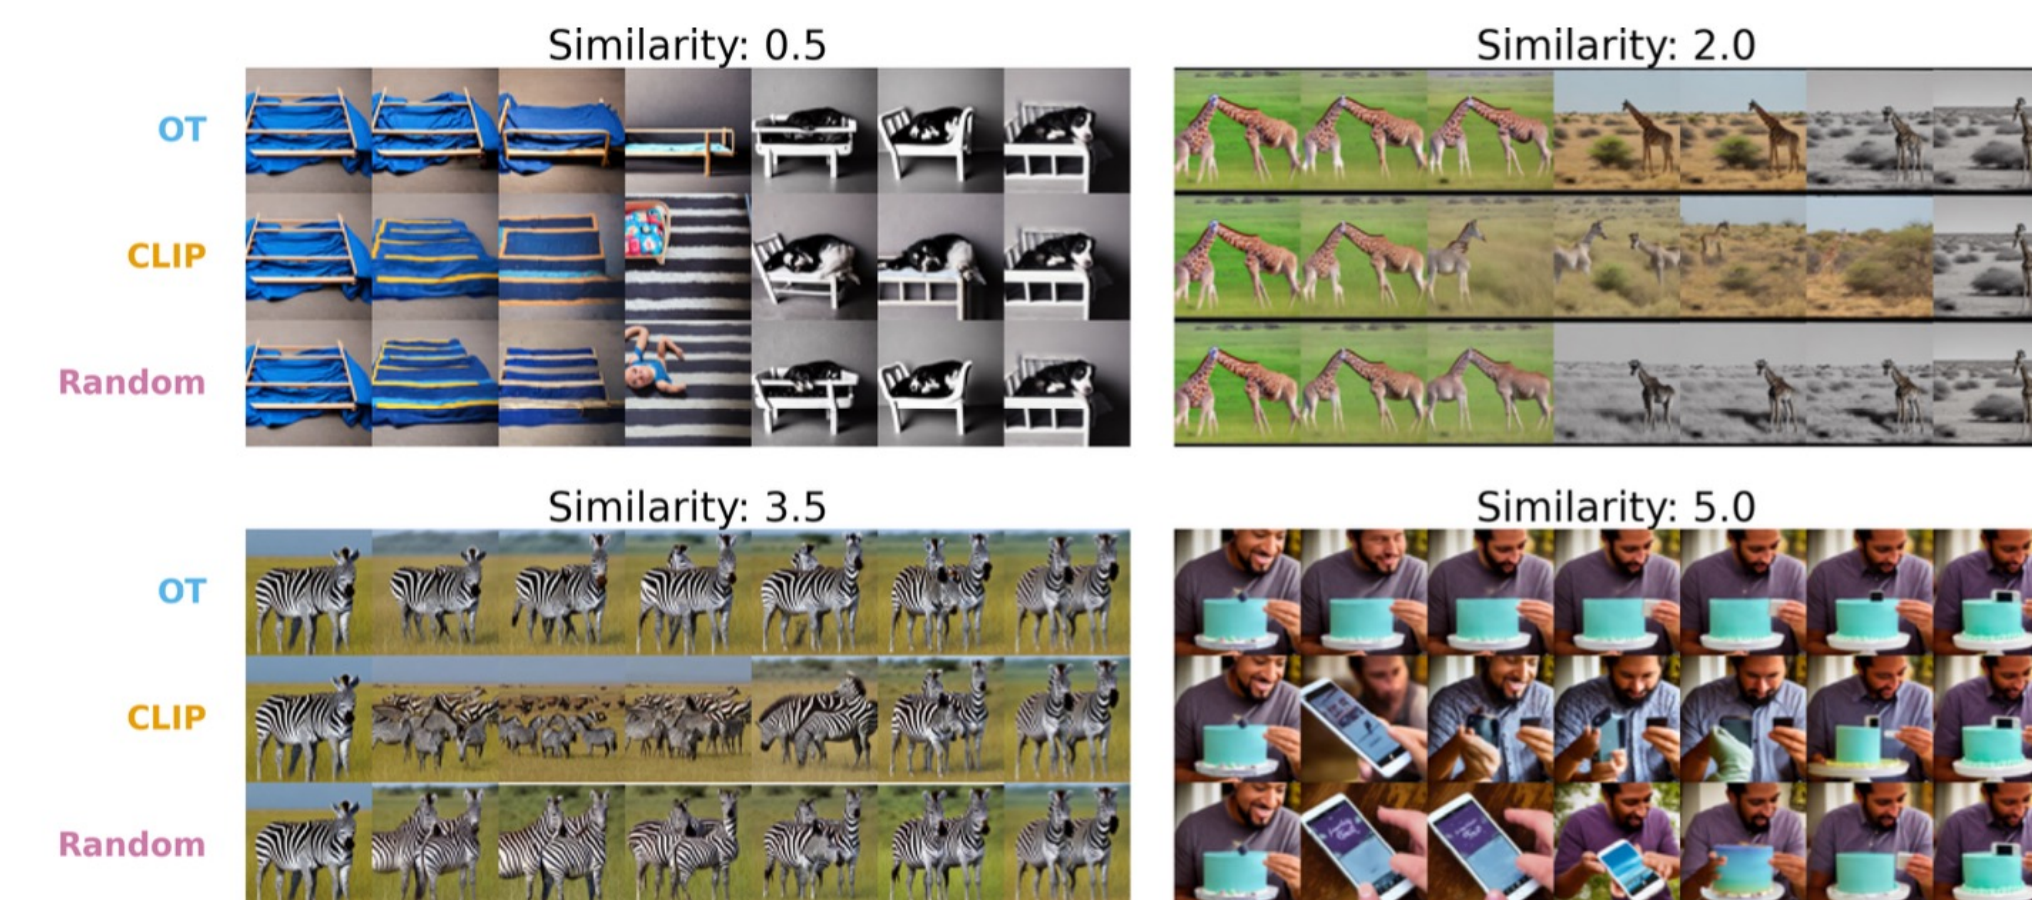 Similarity: 0.5
Similarity: 2.0
OT
CLIP
Random
Similarity: 3.5
Similarity: 5.0
OT
CLIP
Random